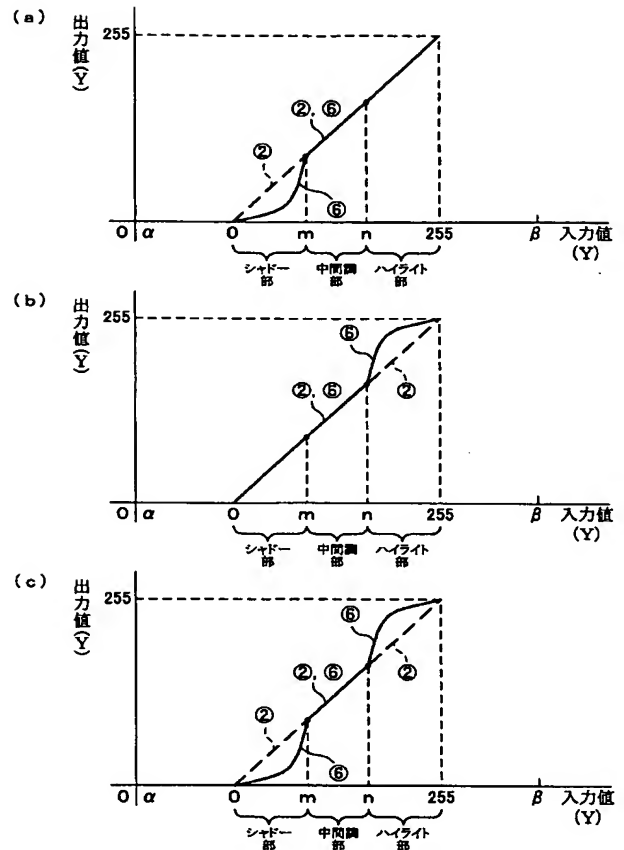 (a)
出力値(Y)
255
②, ⑥
②
⑥
0 α 0 m n 255 β 入力値(Y)
シャドー部 中間調部 ハイライト部
(b)
出力値(Y)
255
⑥
②, ⑥
②
0 α 0 m n 255 β 入力値(Y)
シャドー部 中間調部 ハイライト部
(c)
出力値(Y)
255
⑥
②, ⑥
②
②
⑥
0 α 0 m n 255 β 入力値(Y)
シャドー部 中間調部 ハイライト部